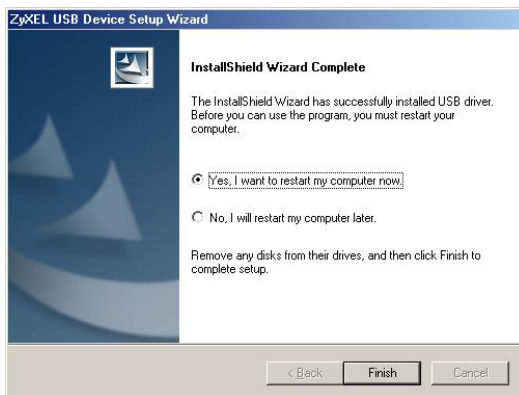 ZyXEL USB Device Setup Wizard
InstallShield Wizard Complete
The InstallShield Wizard has successfully installed USB driver.
Before you can use the program, you must restart your
computer.
Yes, I want to restart my computer now.
No, I will restart my computer later.
Remove any disks from their drives, and then click Finish to
complete setup.
< Back Finish Cancel